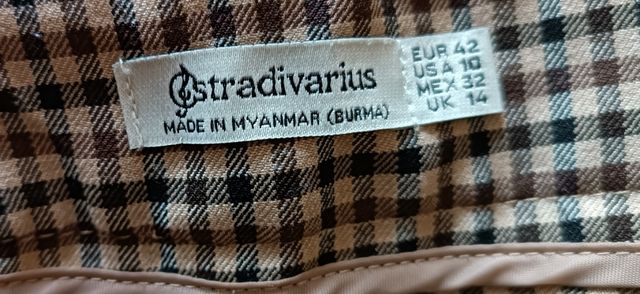 stradivarius
MADE IN MYANMAR (BURMA)
EUR 42
USA 10
MEX 32
UK 14